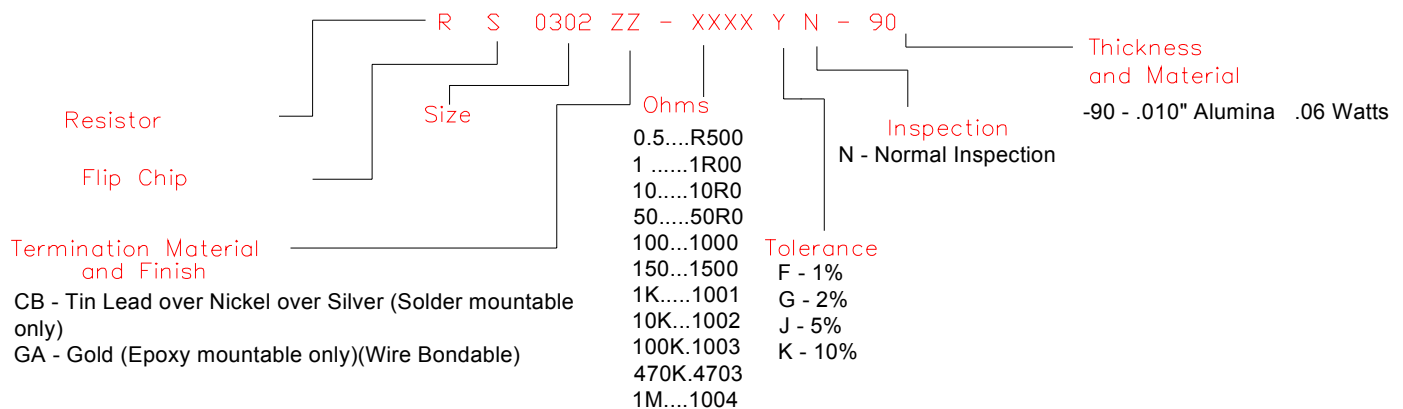 R S 0302 ZZ - XXXX Y N - 90
Resistor
Flip Chip
Termination Material
and Finish
CB - Tin Lead over Nickel over Silver (Solder mountable
only)
GA - Gold (Epoxy mountable only)(Wire Bondable)
Size
Ohms
0.5....R500
1 ......1R00
10.....10R0
50.....50R0
100...1000
150...1500
1K.....1001
10K...1002
100K.1003
470K.4703
1M....1004
Tolerance
F - 1%
G - 2%
J - 5%
K - 10%
Inspection
N - Normal Inspection
Thickness
and Material
-90 - .010" Alumina .06 Watts